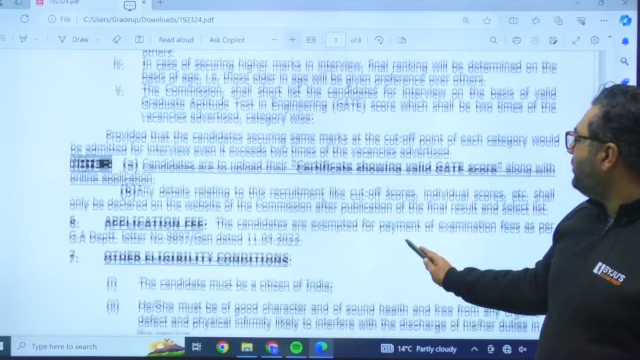 File | C:/Users/Gradeup/Downloads/192324.pdf
Draw Read aloud Ask Copilot 3 of 8
others.
iv. In case of securing higher marks in interview, final ranking will be determined on the
basis of age, i.e. those older in age will be given preference over others.
v. The Commission, shall short list the candidates for interview on the basis of valid
Graduate Aptitude Test in Engineering (GATE) score which shall be two times of the
vacancies advertised, category wise:
Provided that the candidates securing same marks at the cut-off point of each category would
be admitted for interview even it exceeds two times of the vacancies advertised.
NOTE:- (a) Candidates are to upload their "Certificate showing valid GATE score" along with
online application
(b) Any details relating to this recruitment like cut-off scores, individual scores, etc. shall
only be declared on the website of the Commission after publication of the final result and select list.
6. APPLICATION FEE: The candidates are exempted for payment of examination fees as per
G.A Deptt. letter No.8897/Gen dated 11.04.2022.
7. OTHER ELIGIBILITY CONDITIONS:
(i) The candidate must be a citizen of India;
(ii) He/She must be of good character and of sound health and free from any
defect and physical infirmity likely to interfere with the discharge of his/her duties in
BYJU'S
Type here to search 14°C Partly cloudy